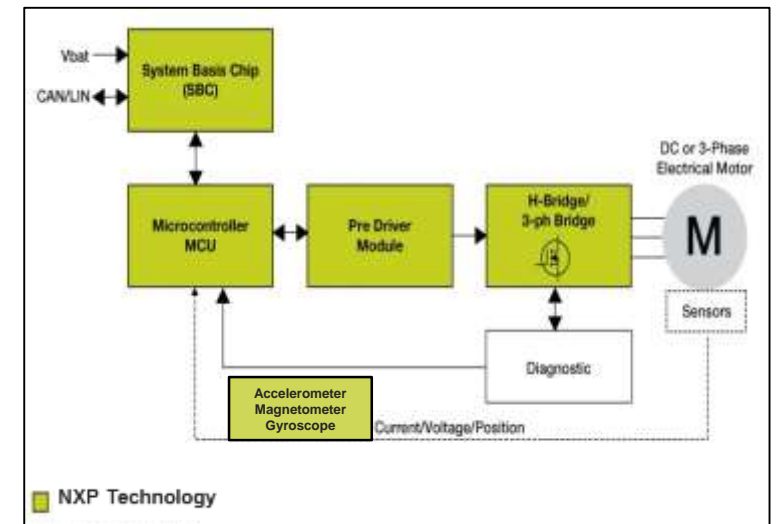 Vbat
CAN/LIN
System Basis Chip
(SBC)
Microcontroller
MCU
Pre Driver
Module
H-Bridge/
3-ph Bridge
DC or 3-Phase
Electrical Motor
M
Sensors
Diagnostic
Accelerometer
Magnetometer
Gyroscope
Current/Voltage/Position
NXP Technology